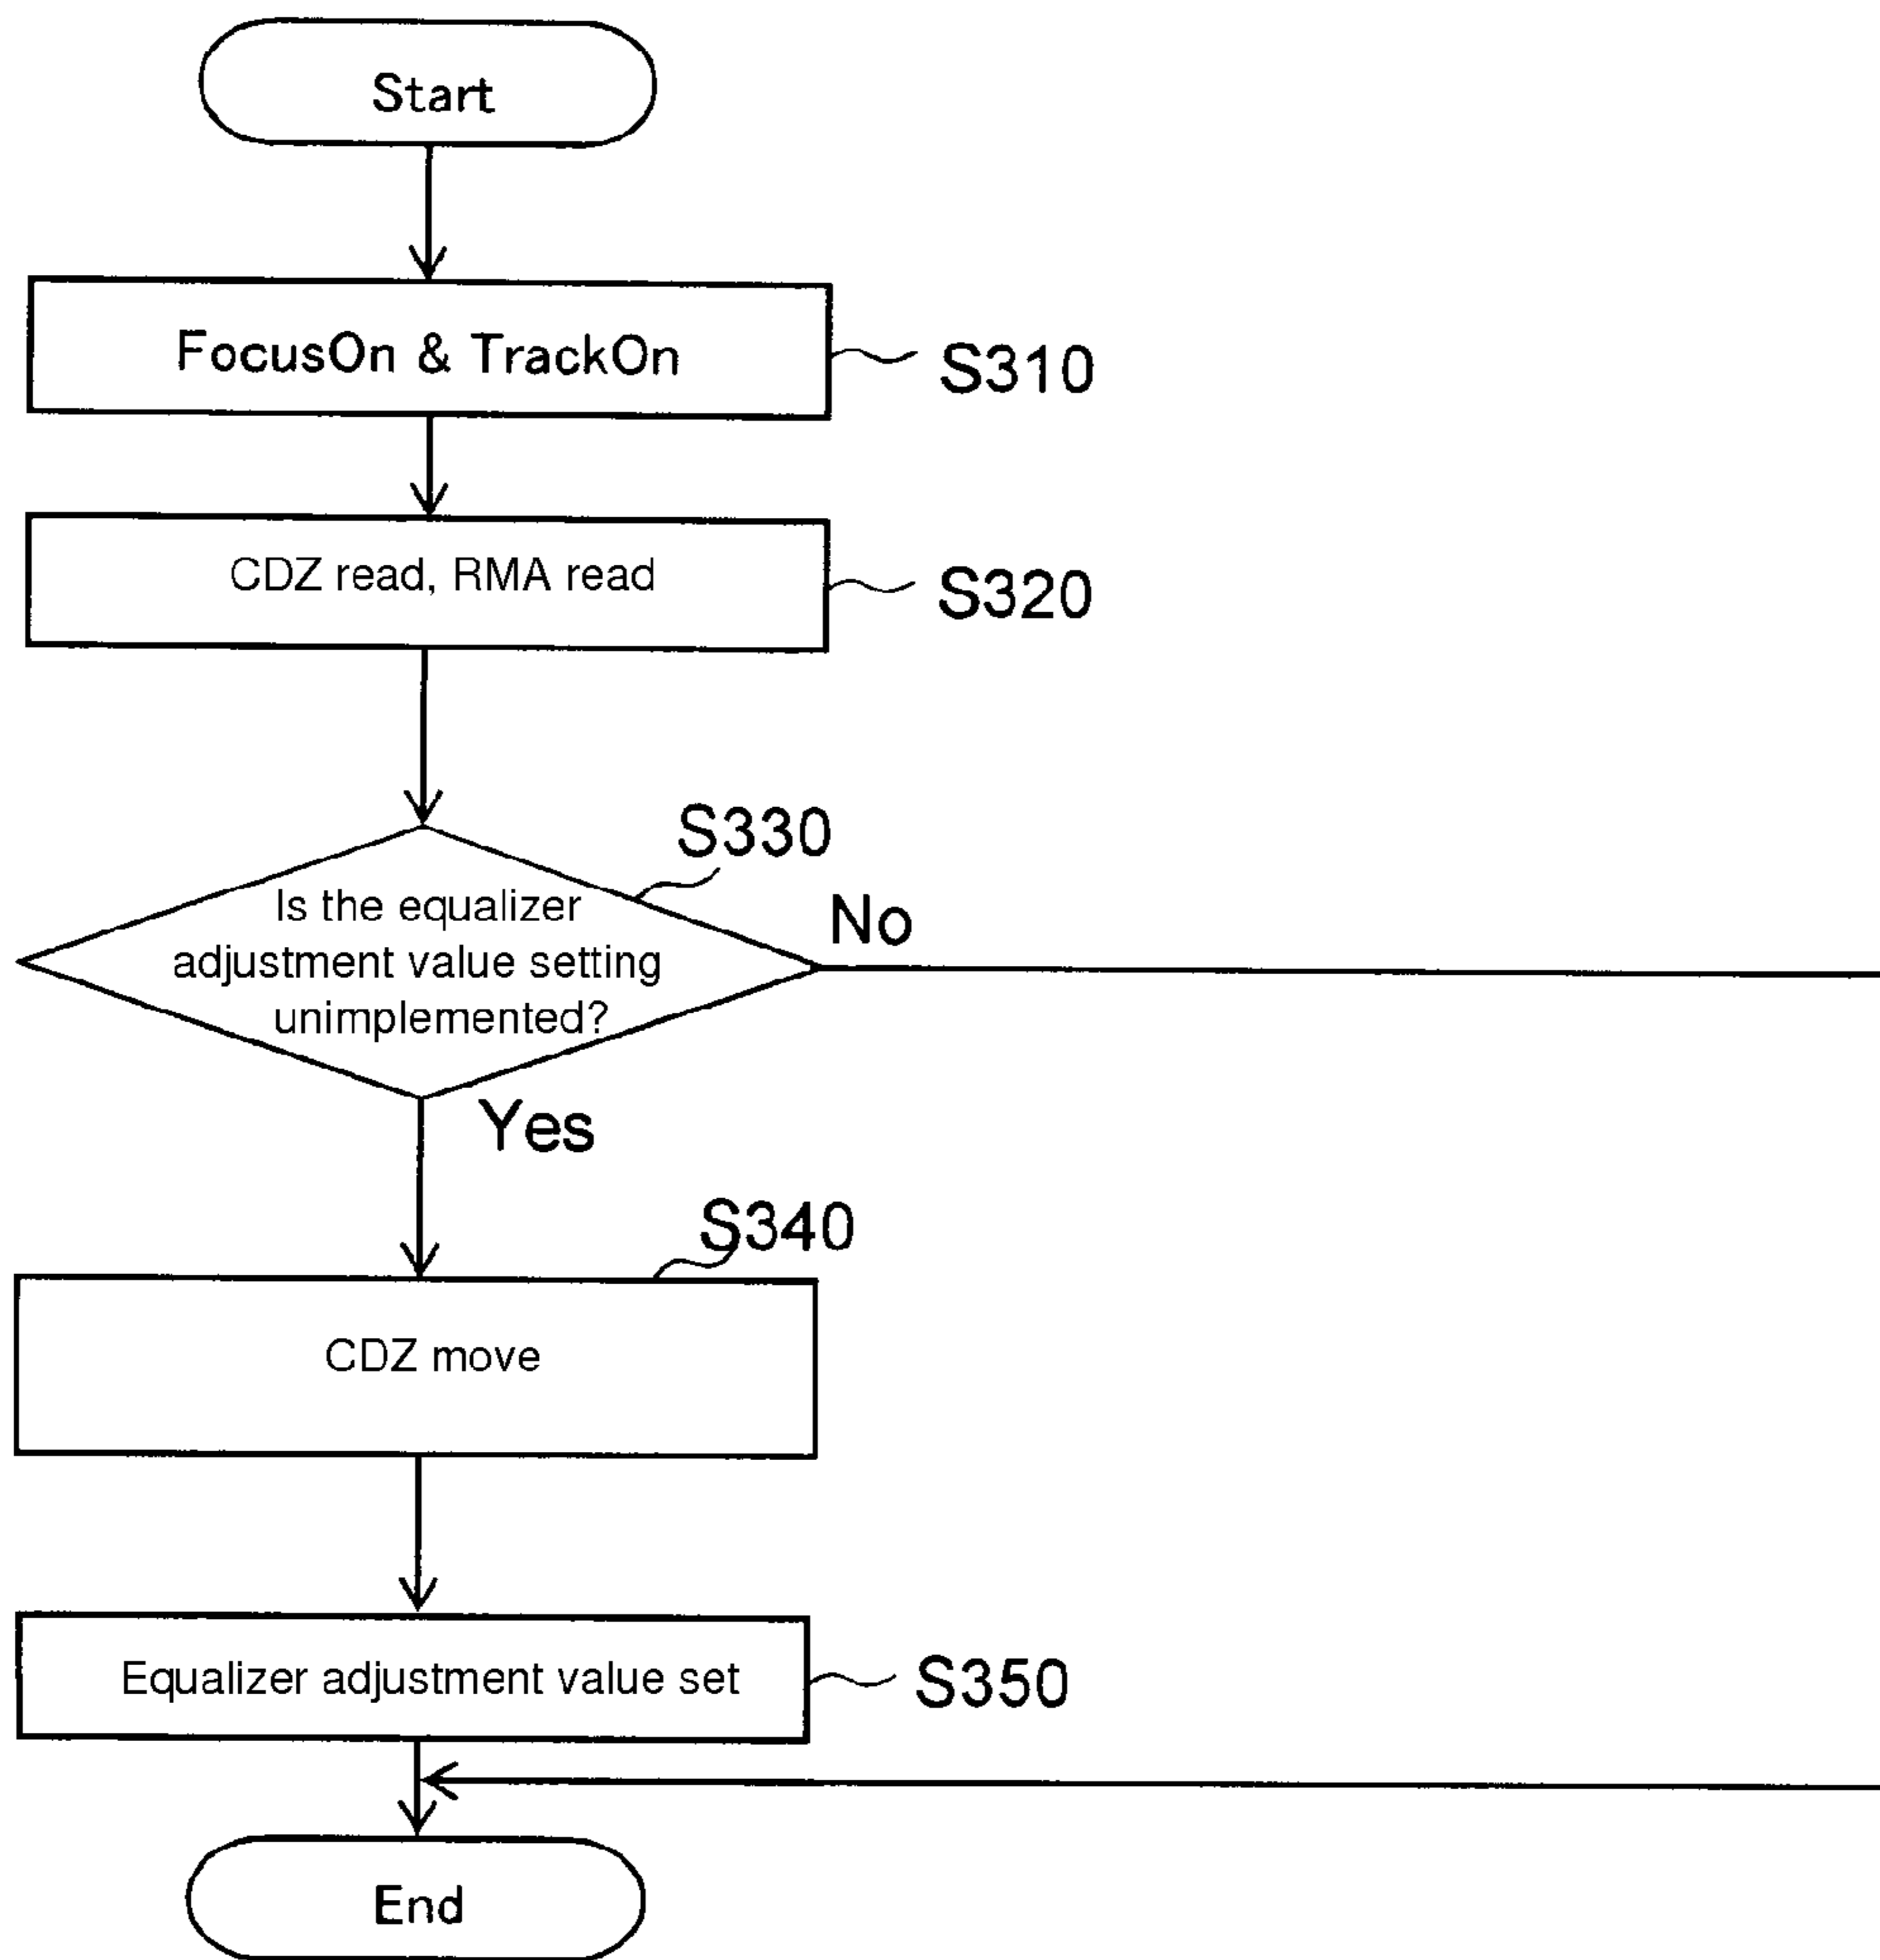 Start
FocusOn & TrackOn
S310
CDZ read, RMA read
S320
S330
Is the equalizer
adjustment value setting
unimplemented?
No
Yes
S340
CDZ move
Equalizer adjustment value set
S350
End